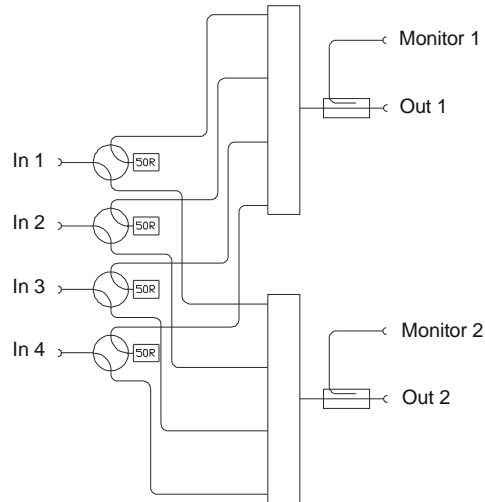 Monitor 1
Out 1
In 1
50R
In 2
50R
In 3
50R
In 4
50R
Monitor 2
Out 2